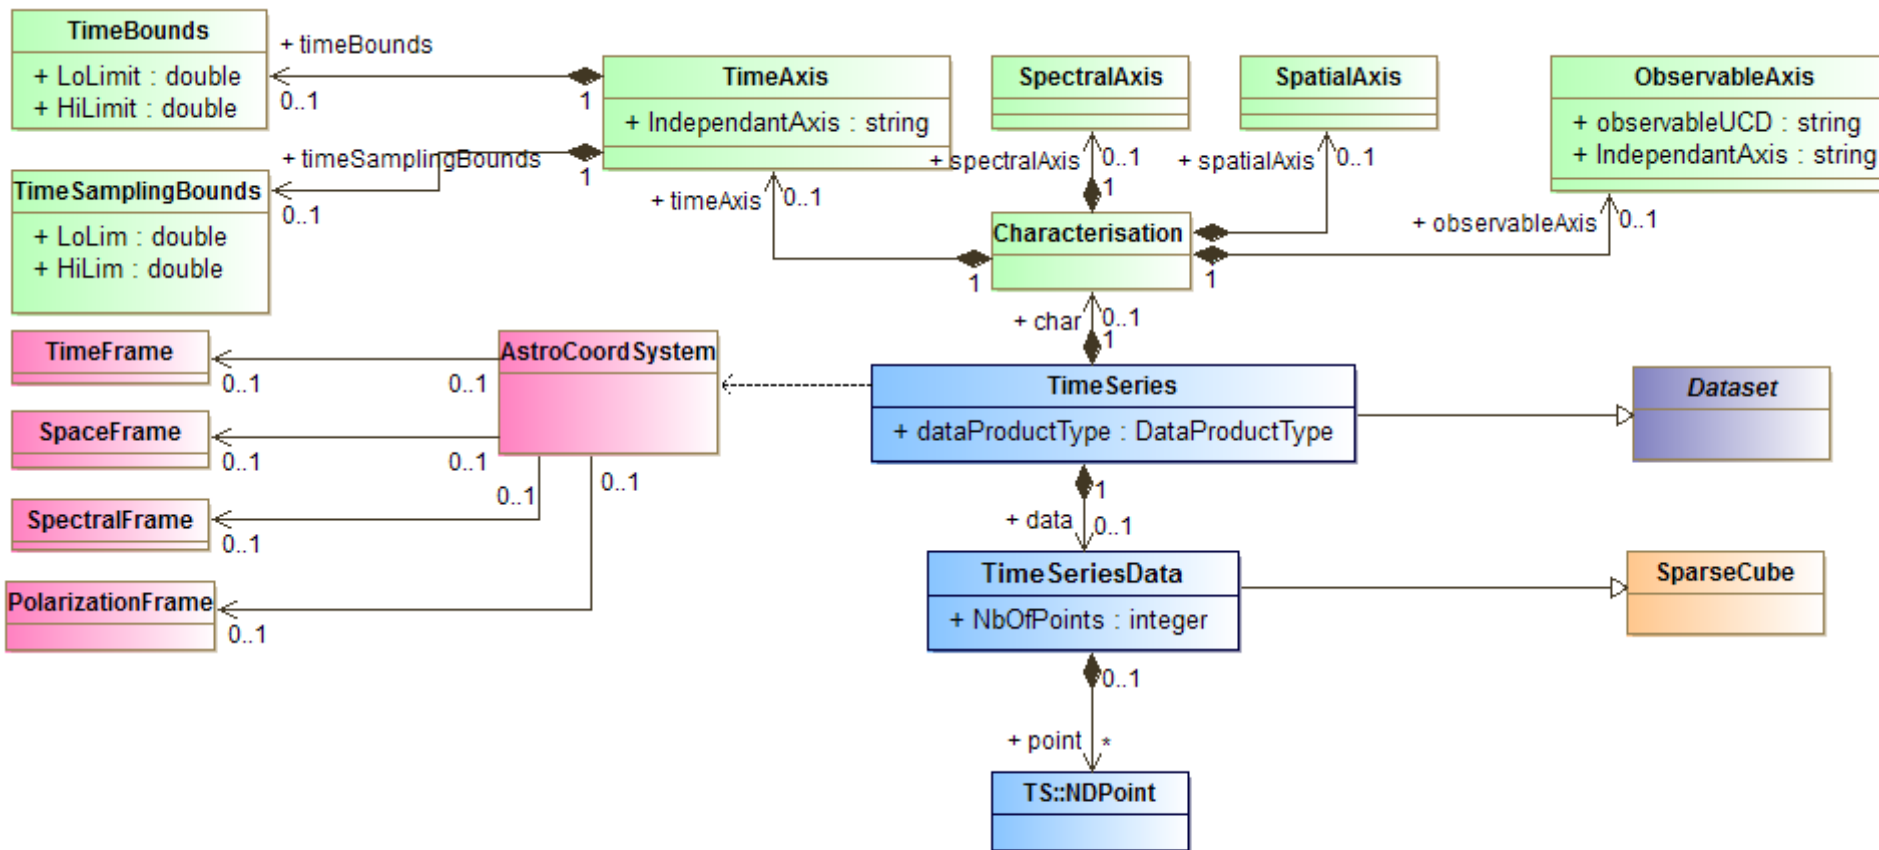 TimeBounds
+ LoLimit : double
+ HiLimit : double
+ timeBounds
0..1
1
TimeAxis
+ IndependantAxis : string
SpectralAxis
SpatialAxis
ObservableAxis
+ observableUCD : string
+ IndependantAxis : string
+ timeSamplingBounds
0..1
1
TimeSamplingBounds
+ LoLim : double
+ HiLim : double
+ timeAxis
0..1
+ spectralAxis
0..1
1
+ spatialAxis
0..1
+ observableAxis
0..1
Characterisation
1
1
+ char
0..1
1
TimeFrame
0..1
0..1
AstroCoordSystem
TimeSeries
+ dataProductType : DataProductType
Dataset
SpaceFrame
0..1
0..1
0..1
0..1
SpectralFrame
0..1
1
+ data
0..1
PolarizationFrame
0..1
TimeSeriesData
+ NbOfPoints : integer
SparseCube
0..1
+ point
*
TS::NDPoint